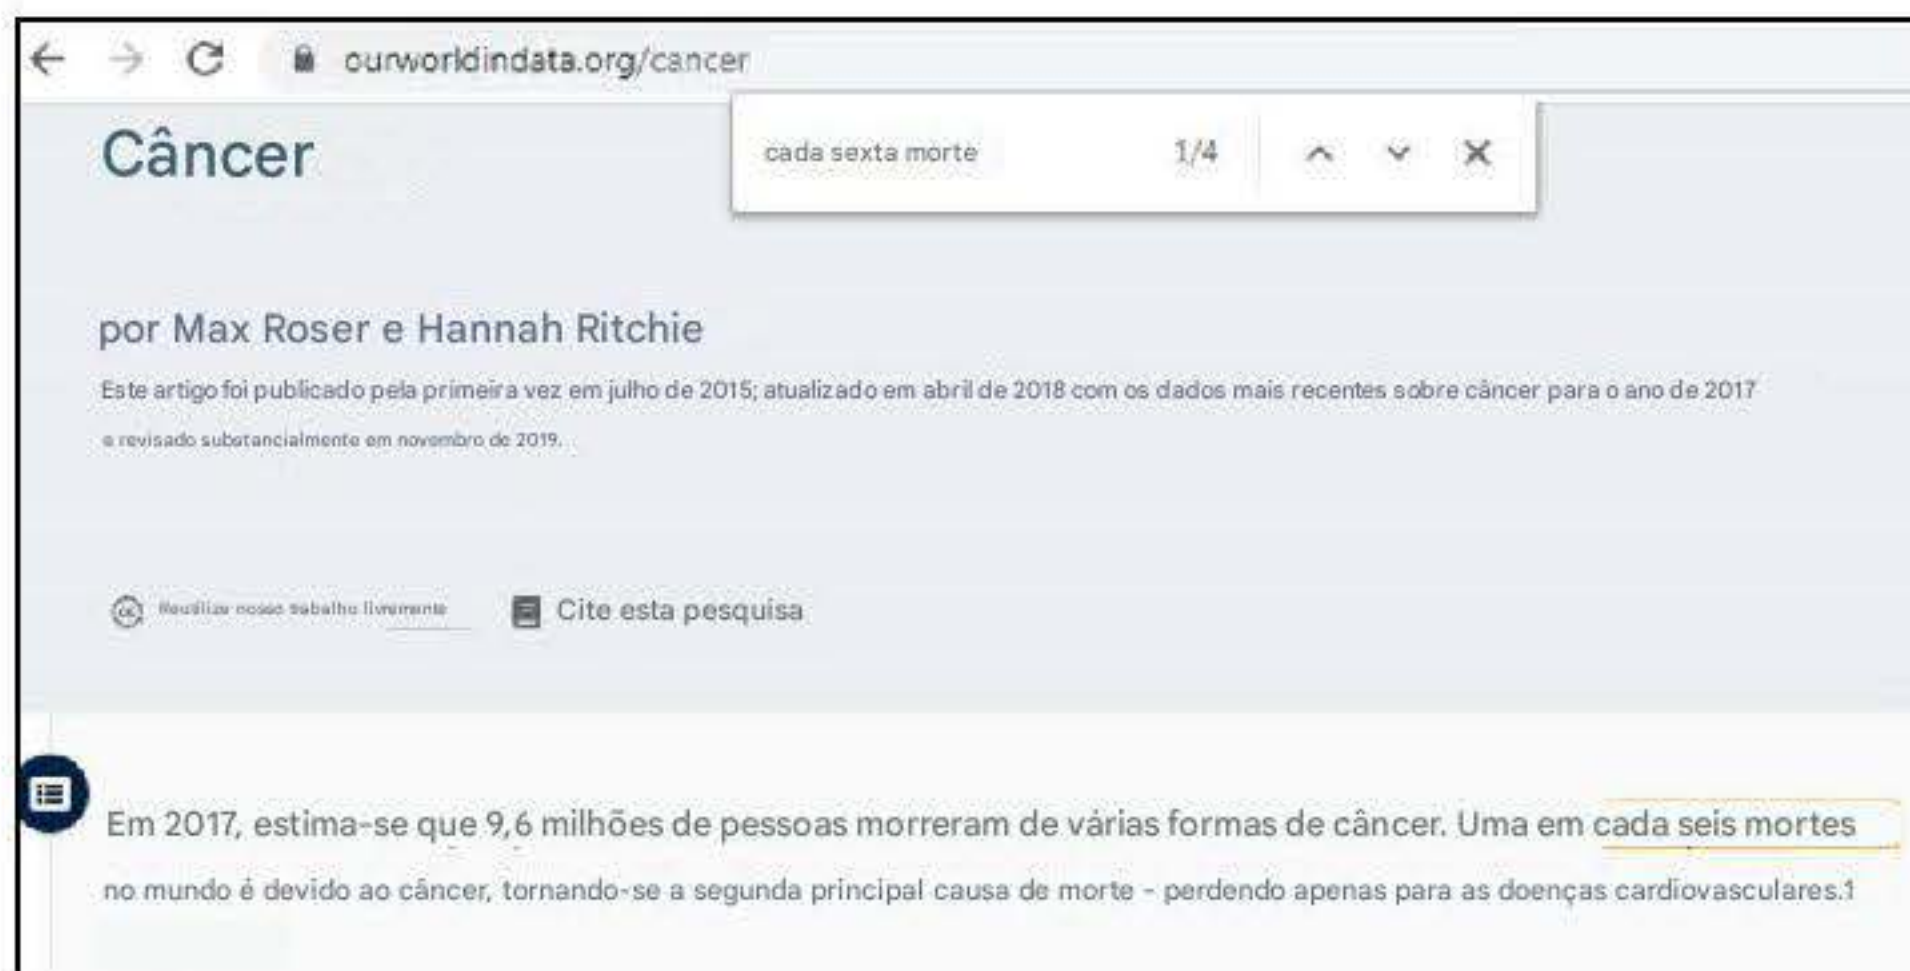 ourworldindata.org/cancer
Câncer
cada sexta morte 1/4
por Max Roser e Hannah Ritchie
Este artigo foi publicado pela primeira vez em julho de 2015; atualizado em abril de 2018 com os dados mais recentes sobre câncer para o ano de 2017
e revisado substancialmente em novembro de 2019.
Reutilize nosso trabalho livremente Cite esta pesquisa
Em 2017, estima-se que 9,6 milhões de pessoas morreram de várias formas de câncer. Uma em cada seis mortes
no mundo é devido ao câncer, tornando-se a segunda principal causa de morte - perdendo apenas para as doenças cardiovasculares.1